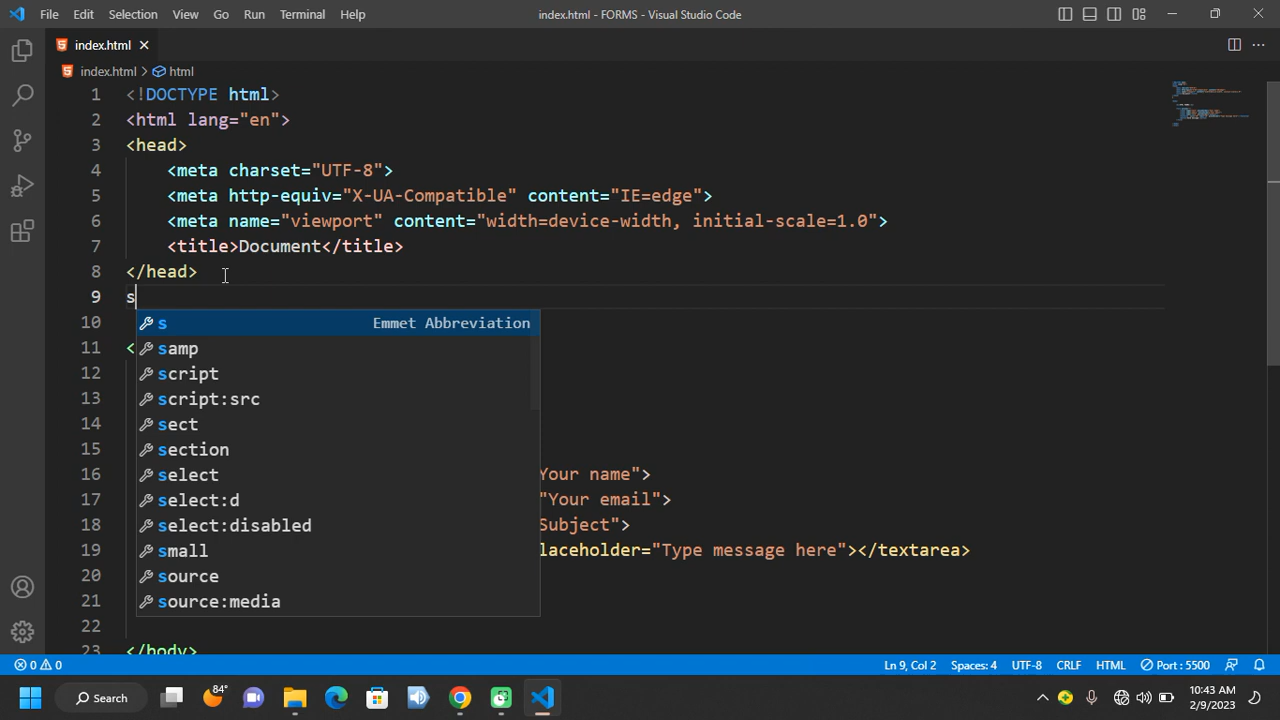 File Edit Selection View Go Run Terminal Help index.html - FORMS - Visual Studio Code
index.html
index.html > html
1 <!DOCTYPE html>
2 <html lang="en">
3 <head>
4 <meta charset="UTF-8">
5 <meta http-equiv="X-UA-Compatible" content="IE=edge">
6 <meta name="viewport" content="width=device-width, initial-scale=1.0">
7 <title>Document</title>
8 </head>
9 s
10 s Emmet Abbreviation
11 < samp
12 script
13 script:src
14 sect
15 section
16 select Your name">
17 select:d "Your email">
18 select:disabled Subject">
19 small laceholder="Type message here"></textarea>
20 source
21 source:media
22
23 </body>
0 0 Ln 9, Col 2 Spaces: 4 UTF-8 CRLF HTML Port : 5500
Search 84° 10:43 AM
2/9/2023